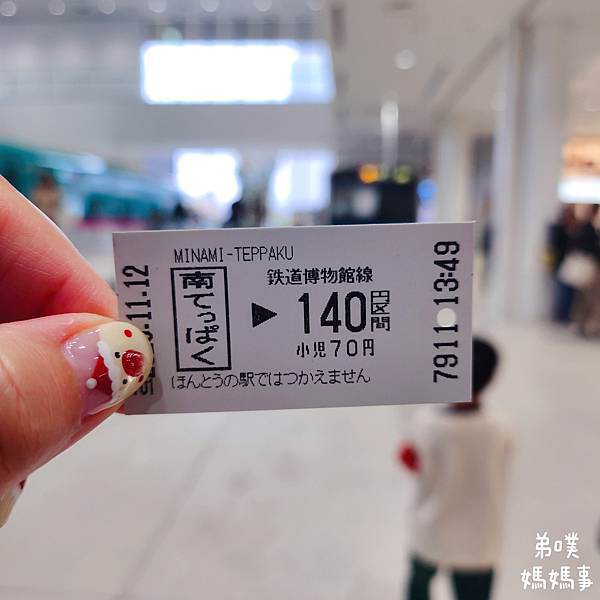 MINAMI-TEPPAKU
南てっぱく
▶
鉄道博物館線
140円区間
小児70円
ほんとうの駅ではつかえません
-11.12
7911 13:49
弟噗
媽媽事